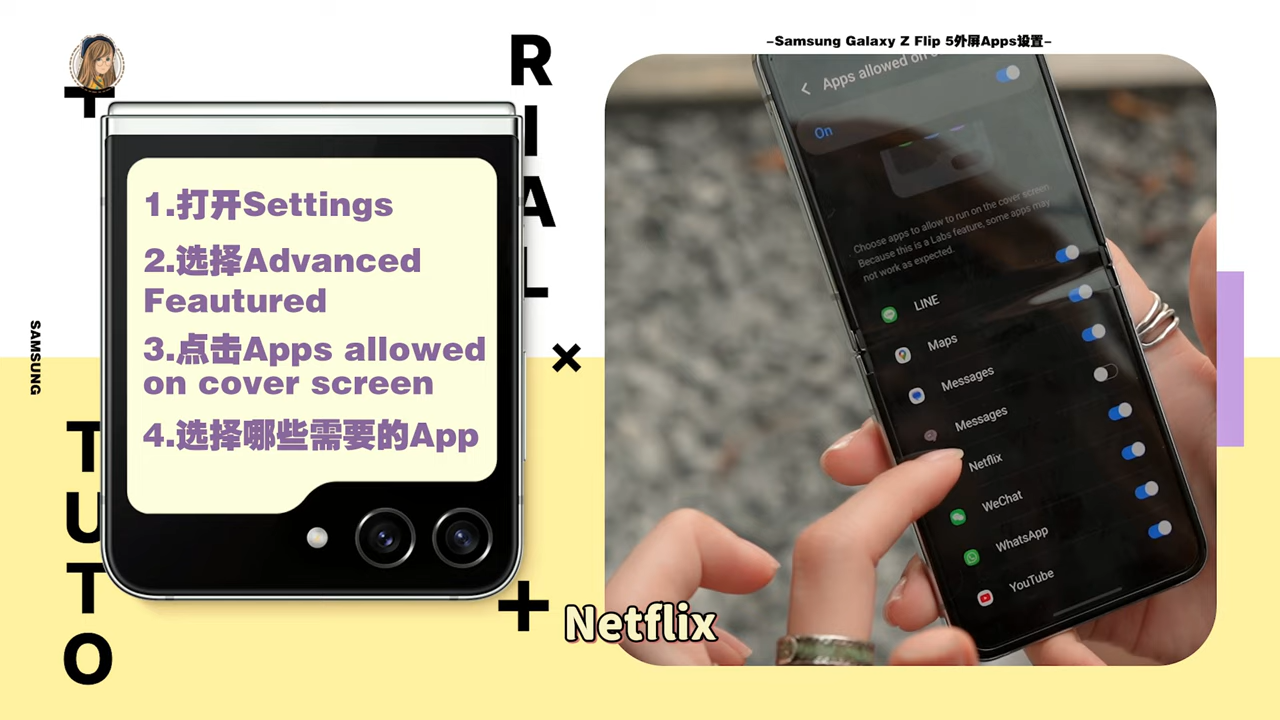 –Samsung Galaxy Z Flip 5外屏Apps设置–
TUTO
RIAL
SAMSUNG
1.打开Settings
2.选择Advanced
Feautured
3.点击Apps allowed
on cover screen
4.选择哪些需要的App
Apps allowed on
On
Choose apps to allow to run on the cover screen
Because this is a Labs feature, some apps may
not work as expected.
LINE
Maps
Messages
Messages
Netflix
WeChat
WhatsApp
YouTube
Netflix